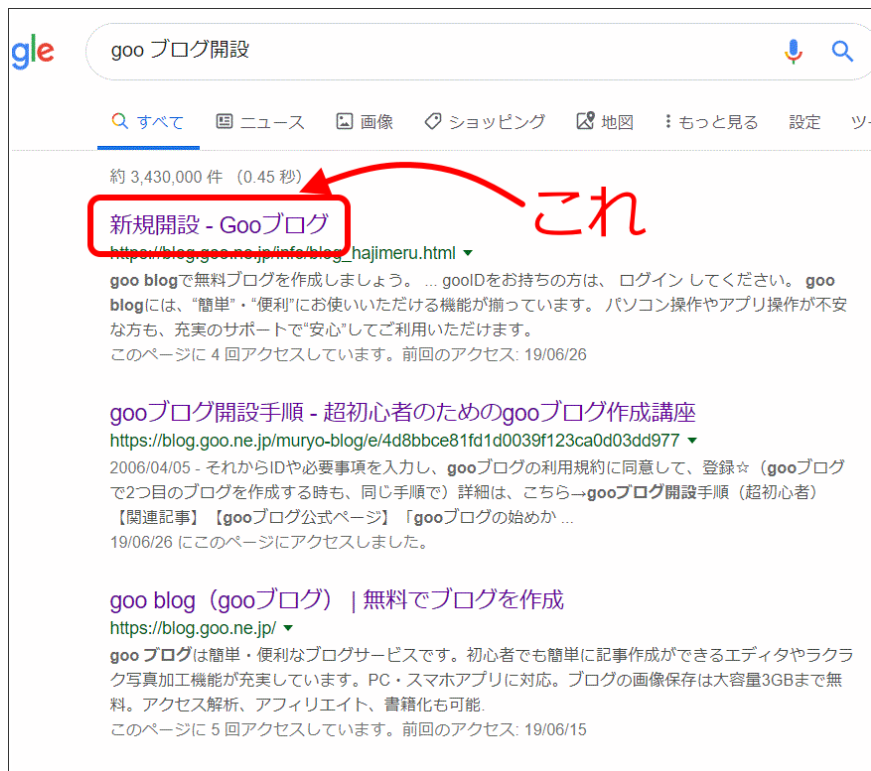 gle
goo ブログ開設
すべて ニュース 画像 ショッピング 地図 もっと見る 設定 ツー
約 3,430,000 件 （0.45 秒）
これ
新規開設 - Gooブログ
https://blog.goo.ne.jp/info/blog_hajimeru.html
goo blogで無料ブログを作成しましょう。 ... gooIDをお持ちの方は、 ログイン してください。 goo
blogには、“簡単”・“便利”にお使いいただける機能が揃っています。 パソコン操作やアプリ操作が不安
な方も、充実のサポートで“安心”してご利用いただけます。
このページに 4 回アクセスしています。前回のアクセス: 19/06/26
gooブログ開設手順 - 超初心者のためのgooブログ作成講座
https://blog.goo.ne.jp/muryo-blog/e/4d8bbce81fd1d0039f123ca0d03dd977
2006/04/05 - それからIDや必要事項を入力し、gooブログの利用規約に同意して、登録☆（gooブログ
で2つ目のブログを作成する時も、同じ手順で）詳細は、こちら→gooブログ開設手順（超初心者）
【関連記事】【gooブログ公式ページ】「gooブログの始めか ...
19/06/26 にこのページにアクセスしました。
goo blog（gooブログ） | 無料でブログを作成
https://blog.goo.ne.jp/
goo ブログは簡単・便利なブログサービスです。初心者でも簡単に記事作成ができるエディタやラクラ
ク写真加工機能が充実しています。PC・スマホアプリに対応。ブログの画像保存は大容量3GBまで無
料。アクセス解析、アフィリエイト、書籍化も可能.
このページに 5 回アクセスしています。前回のアクセス: 19/06/15